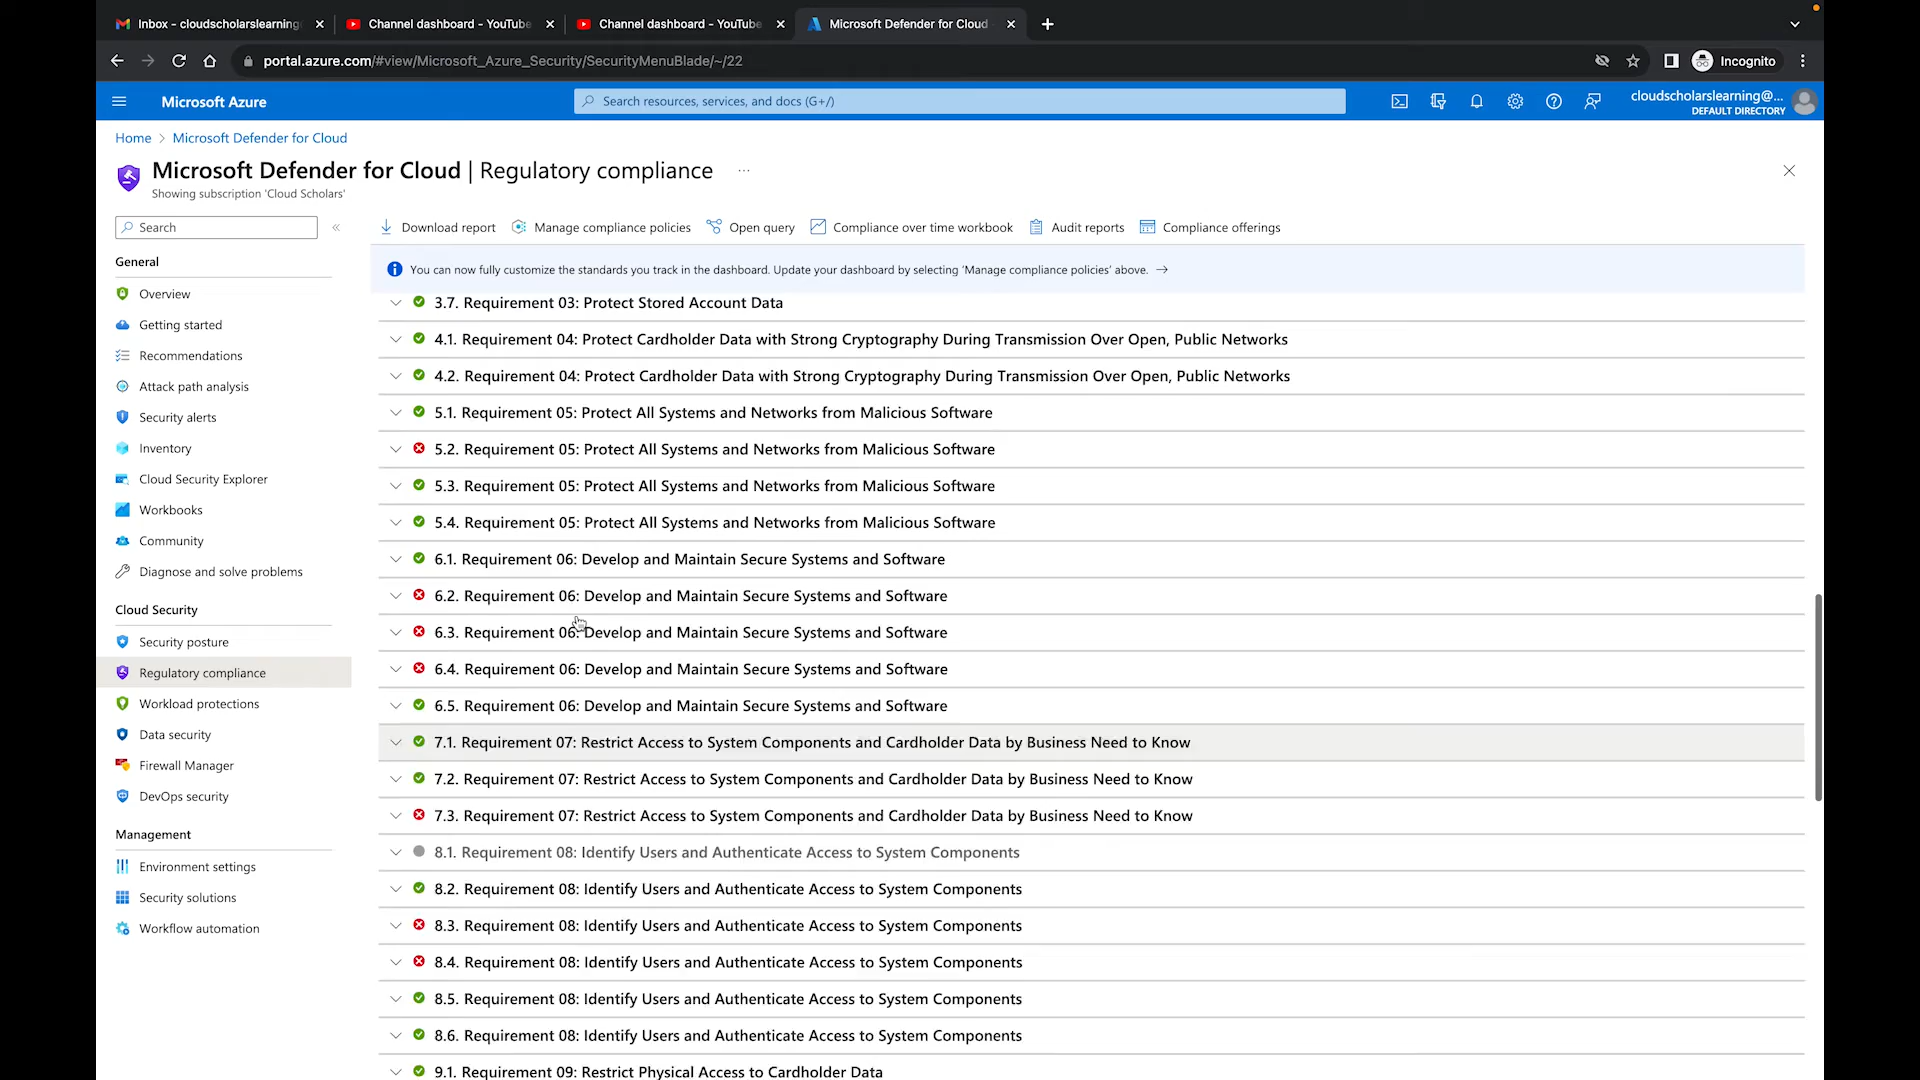 Inbox - cloudscholarslearning
Channel dashboard - YouTube
Channel dashboard - YouTube
Microsoft Defender for Cloud
portal.azure.com/#view/Microsoft_Azure_Security/SecurityMenuBlade/~/22
Incognito
Microsoft Azure
Search resources, services, and docs (G+/)
cloudscholarslearning@...
DEFAULT DIRECTORY
Home > Microsoft Defender for Cloud
Microsoft Defender for Cloud | Regulatory compliance ...
Showing subscription 'Cloud Scholars'
Search
Download report
Manage compliance policies
Open query
Compliance over time workbook
Audit reports
Compliance offerings
You can now fully customize the standards you track in the dashboard. Update your dashboard by selecting 'Manage compliance policies' above. →
General
Overview
Getting started
Recommendations
Attack path analysis
Security alerts
Inventory
Cloud Security Explorer
Workbooks
Community
Diagnose and solve problems
Cloud Security
Security posture
Regulatory compliance
Workload protections
Data security
Firewall Manager
DevOps security
Management
Environment settings
Security solutions
Workflow automation
3.7. Requirement 03: Protect Stored Account Data
4.1. Requirement 04: Protect Cardholder Data with Strong Cryptography During Transmission Over Open, Public Networks
4.2. Requirement 04: Protect Cardholder Data with Strong Cryptography During Transmission Over Open, Public Networks
5.1. Requirement 05: Protect All Systems and Networks from Malicious Software
5.2. Requirement 05: Protect All Systems and Networks from Malicious Software
5.3. Requirement 05: Protect All Systems and Networks from Malicious Software
5.4. Requirement 05: Protect All Systems and Networks from Malicious Software
6.1. Requirement 06: Develop and Maintain Secure Systems and Software
6.2. Requirement 06: Develop and Maintain Secure Systems and Software
6.3. Requirement 06: Develop and Maintain Secure Systems and Software
6.4. Requirement 06: Develop and Maintain Secure Systems and Software
6.5. Requirement 06: Develop and Maintain Secure Systems and Software
7.1. Requirement 07: Restrict Access to System Components and Cardholder Data by Business Need to Know
7.2. Requirement 07: Restrict Access to System Components and Cardholder Data by Business Need to Know
7.3. Requirement 07: Restrict Access to System Components and Cardholder Data by Business Need to Know
8.1. Requirement 08: Identify Users and Authenticate Access to System Components
8.2. Requirement 08: Identify Users and Authenticate Access to System Components
8.3. Requirement 08: Identify Users and Authenticate Access to System Components
8.4. Requirement 08: Identify Users and Authenticate Access to System Components
8.5. Requirement 08: Identify Users and Authenticate Access to System Components
8.6. Requirement 08: Identify Users and Authenticate Access to System Components
9.1. Requirement 09: Restrict Physical Access to Cardholder Data